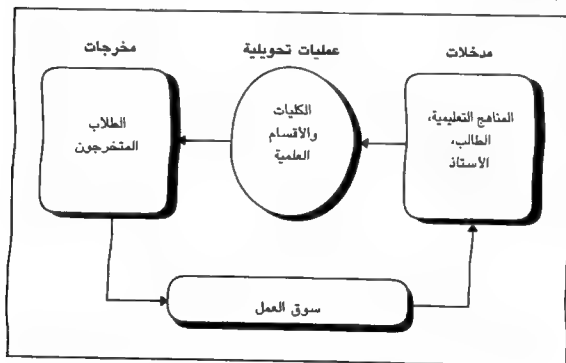 مدخلات
عمليات تحويلية
مخرجات
المناهج التعليمية،
الطالب،
الأستاذ
الكليات
والأقسام
العلمية
الطلاب
المتخرجون
سوق العمل